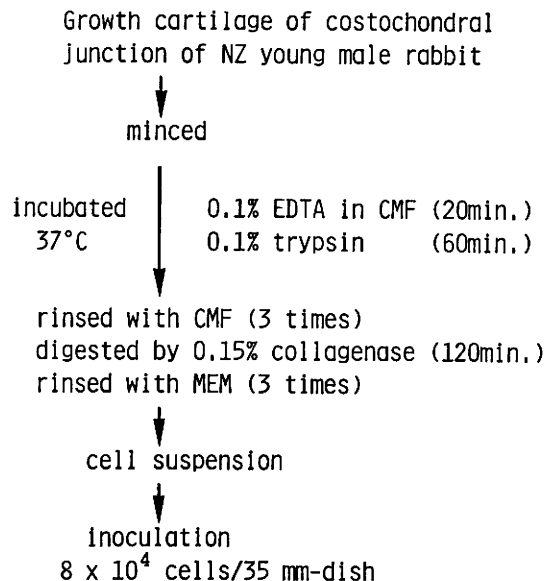 Growth cartilage of costochondral
junction of NZ young male rabbit
minced
incubated 0.1% EDTA in CMF (20min.)
37°C 0.1% trypsin (60min.)
rinsed with CMF (3 times)
digested by 0.15% collagenase (120min.)
rinsed with MEM (3 times)
cell suspension
inoculation
8 x 10⁴ cells/35 mm-dish